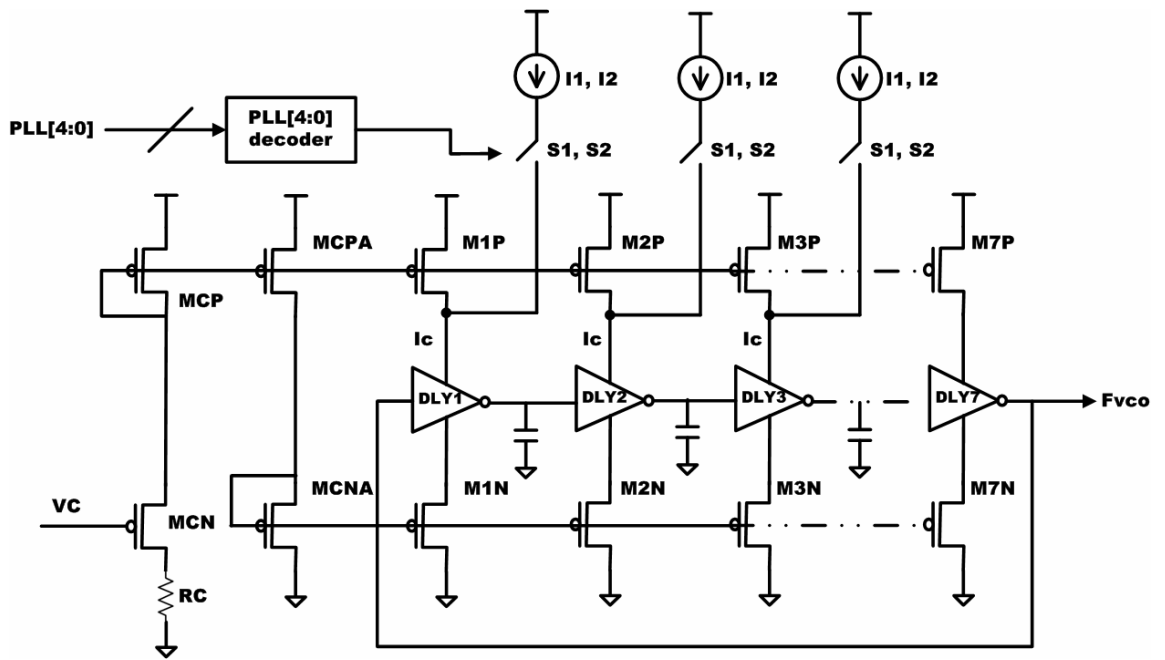 I1, I2
I1, I2
I1, I2
PLL[4:0]
PLL[4:0]
decoder
S1, S2
S1, S2
S1, S2
MCPA
M1P
M2P
M3P
M7P
MCP
Ic
Ic
Ic
DLY1
DLY2
DLY3
DLY7
Fvco
VC
MCN
MCNA
M1N
M2N
M3N
M7N
RC